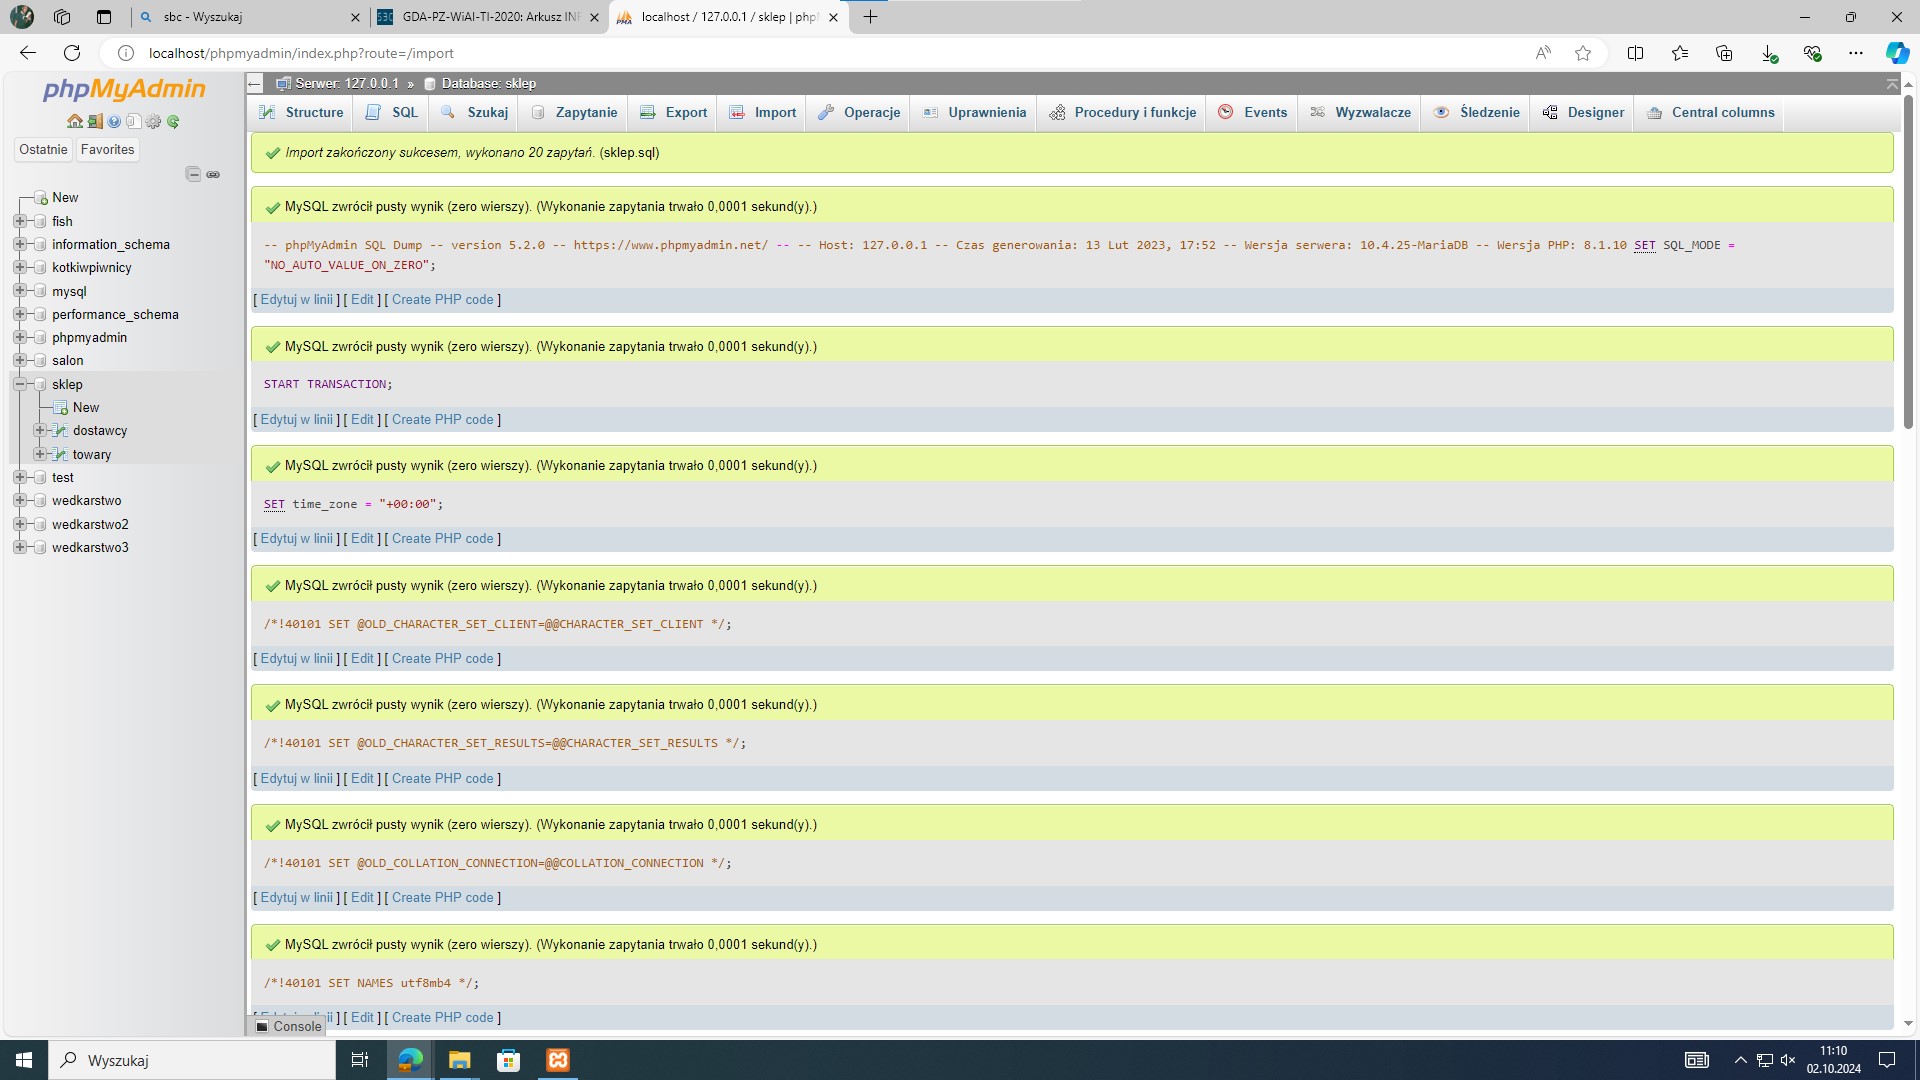 sbc - Wyszukaj
GDA-PZ-WiAI-TI-2020: Arkusz INF
localhost / 127.0.0.1 / sklep | phpM
localhost/phpmyadmin/index.php?route=/import
phpMyAdmin
Ostatnie
Favorites
New
fish
information_schema
kotkiwpiwnicy
mysql
performance_schema
phpmyadmin
salon
sklep
New
dostawcy
towary
test
wedkarstwo
wedkarstwo2
wedkarstwo3
Serwer: 127.0.0.1 » Database: sklep
Structure SQL Szukaj Zapytanie Export Import Operacje Uprawnienia Procedury i funkcje Events Wyzwalacze Śledzenie Designer Central columns
Import zakończony sukcesem, wykonano 20 zapytań. (sklep.sql)
MySQL zwrócił pusty wynik (zero wierszy). (Wykonanie zapytania trwało 0,0001 sekund(y).)
-- phpMyAdmin SQL Dump -- version 5.2.0 -- https://www.phpmyadmin.net/ -- -- Host: 127.0.0.1 -- Czas generowania: 13 Lut 2023, 17:52 -- Wersja serwera: 10.4.25-MariaDB -- Wersja PHP: 8.1.10 SET SQL_MODE =
"NO_AUTO_VALUE_ON_ZERO";
[ Edytuj w linii ] [ Edit ] [ Create PHP code ]
MySQL zwrócił pusty wynik (zero wierszy). (Wykonanie zapytania trwało 0,0001 sekund(y).)
START TRANSACTION;
[ Edytuj w linii ] [ Edit ] [ Create PHP code ]
MySQL zwrócił pusty wynik (zero wierszy). (Wykonanie zapytania trwało 0,0001 sekund(y).)
SET time_zone = "+00:00";
[ Edytuj w linii ] [ Edit ] [ Create PHP code ]
MySQL zwrócił pusty wynik (zero wierszy). (Wykonanie zapytania trwało 0,0001 sekund(y).)
/*!40101 SET @OLD_CHARACTER_SET_CLIENT=@@CHARACTER_SET_CLIENT */;
[ Edytuj w linii ] [ Edit ] [ Create PHP code ]
MySQL zwrócił pusty wynik (zero wierszy). (Wykonanie zapytania trwało 0,0001 sekund(y).)
/*!40101 SET @OLD_CHARACTER_SET_RESULTS=@@CHARACTER_SET_RESULTS */;
[ Edytuj w linii ] [ Edit ] [ Create PHP code ]
MySQL zwrócił pusty wynik (zero wierszy). (Wykonanie zapytania trwało 0,0001 sekund(y).)
/*!40101 SET @OLD_COLLATION_CONNECTION=@@COLLATION_CONNECTION */;
[ Edytuj w linii ] [ Edit ] [ Create PHP code ]
MySQL zwrócił pusty wynik (zero wierszy). (Wykonanie zapytania trwało 0,0001 sekund(y).)
/*!40101 SET NAMES utf8mb4 */;
] [ Edit ] [ Create PHP code ]
Console
Wyszukaj
11:10
02.10.2024